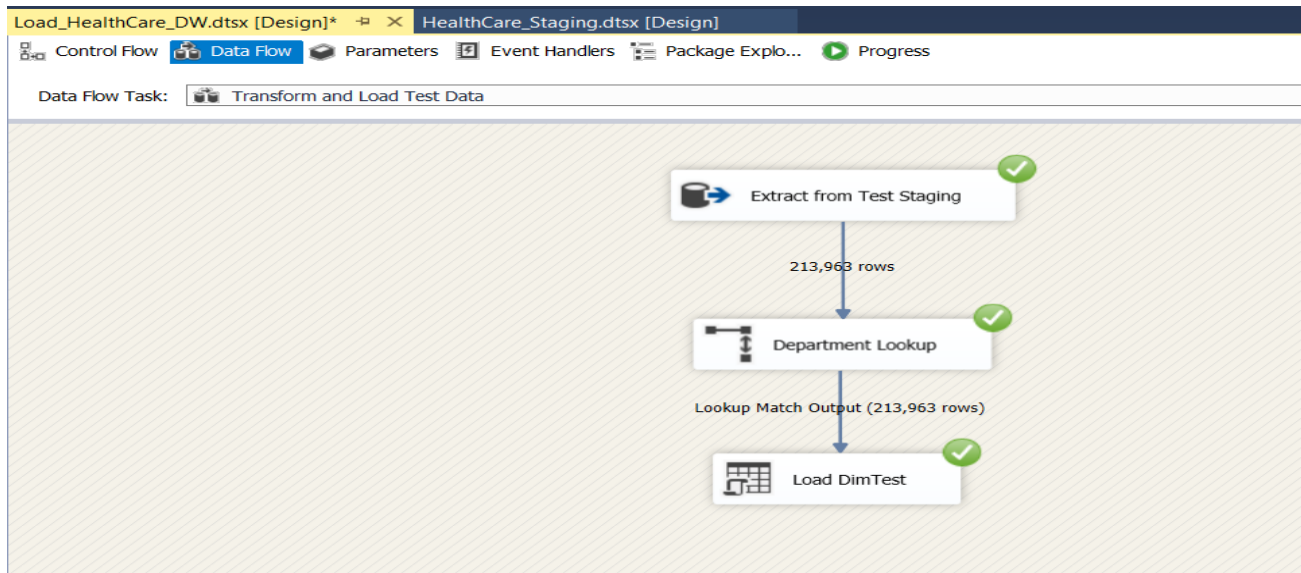 Load_HealthCare_DW.dtsx [Design]* HealthCare_Staging.dtsx [Design]
Control Flow Data Flow Parameters Event Handlers Package Explo... Progress
Data Flow Task: Transform and Load Test Data
Extract from Test Staging
213,963 rows
Department Lookup
Lookup Match Output (213,963 rows)
Load DimTest